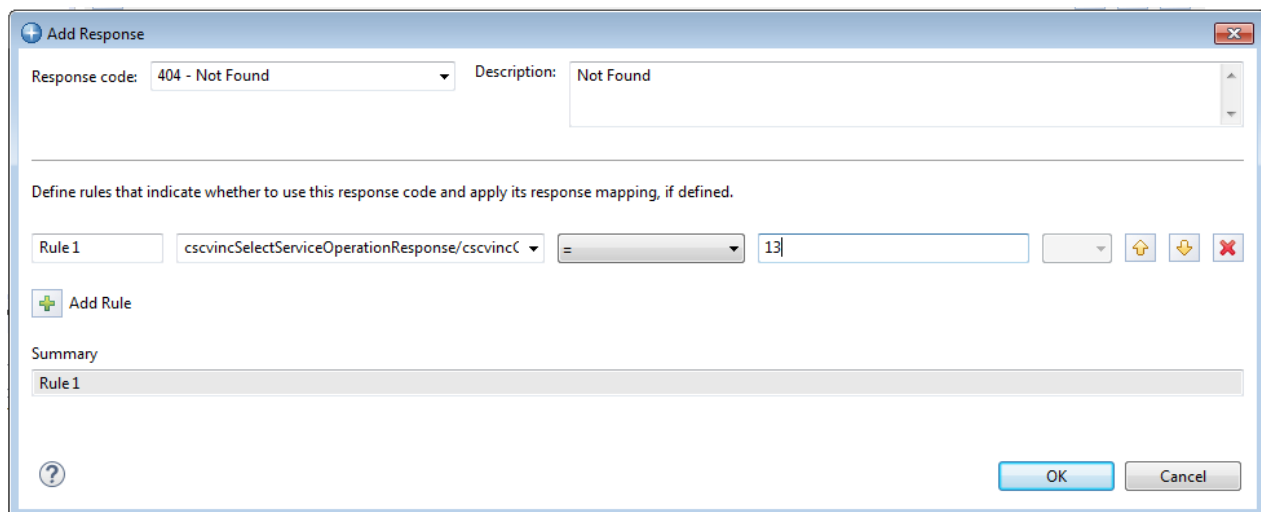 Add Response
Response code: 404 - Not Found Description: Not Found
Define rules that indicate whether to use this response code and apply its response mapping, if defined.
Rule 1 cscvincSelectServiceOperationResponse/cscvincC = 13
Add Rule
Summary
Rule 1
? OK Cancel